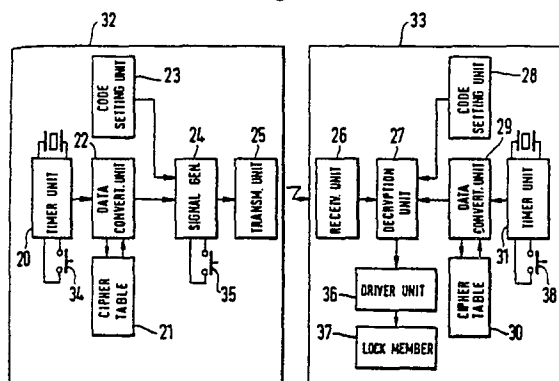 32
33
23
CODE SETTING UNIT
28
CODE SETTING UNIT
22
24
25
26
27
29
TIMER UNIT
DATA CONVERT. UNIT
SIGNAL GEN.
TRANSM. UNIT
RECEIV. UNIT
DECRYPTION UNIT
DATA CONVERT. UNIT
TIMER UNIT
20
34
35
31
38
CIPHER TABLE
21
36
DRIVER UNIT
CIPHER TABLE
30
37
LOCK MEMBER